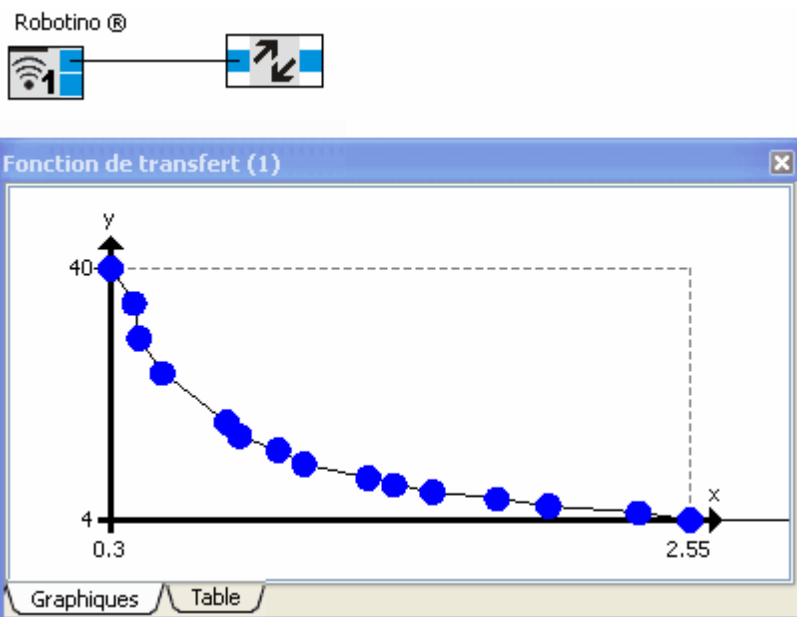 Robotino ®
1
Fonction de transfert (1)
y
40
4
x
0.3
2.55
Graphiques
Table